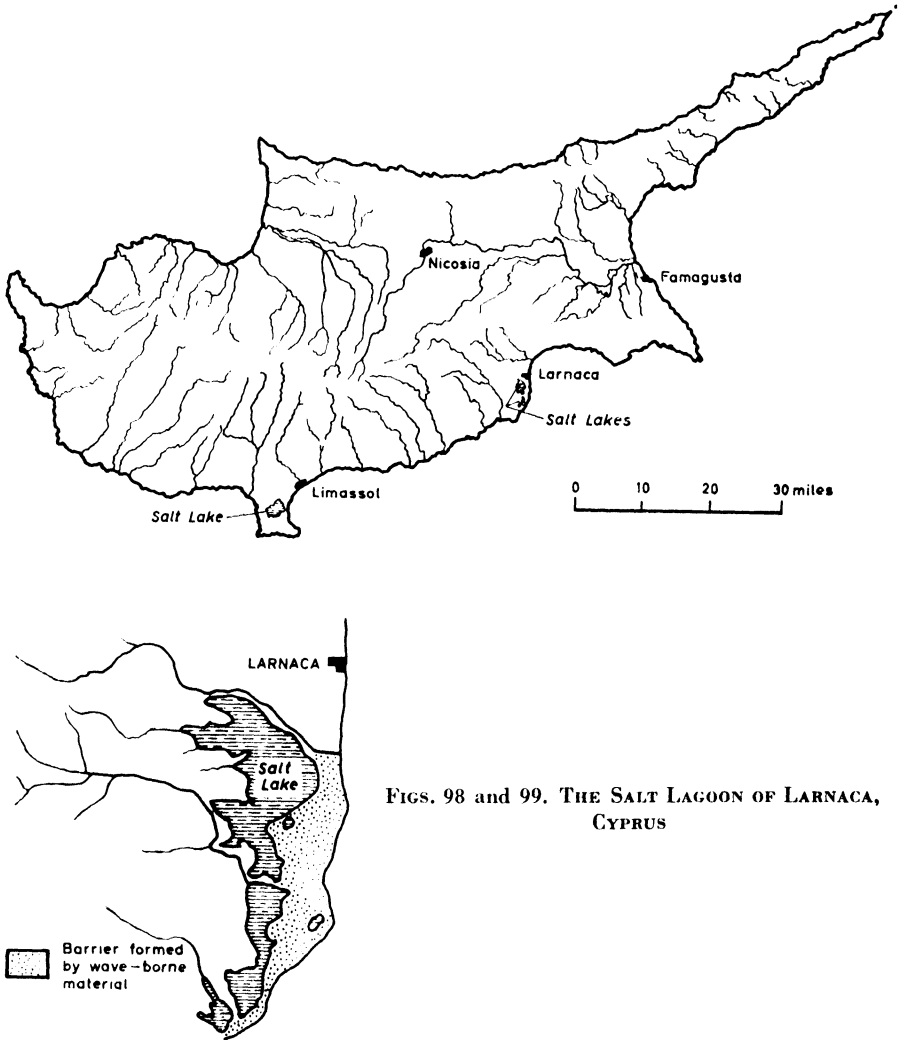 Nicosia
Famagusta
Larnaca
Salt Lakes
Limassol
Salt Lake
0 10 20 30 miles
LARNACA
Salt
Lake
FIGS. 98 and 99. THE SALT LAGOON OF LARNACA,
CYPRUS
Barrier formed
by wave-borne
material